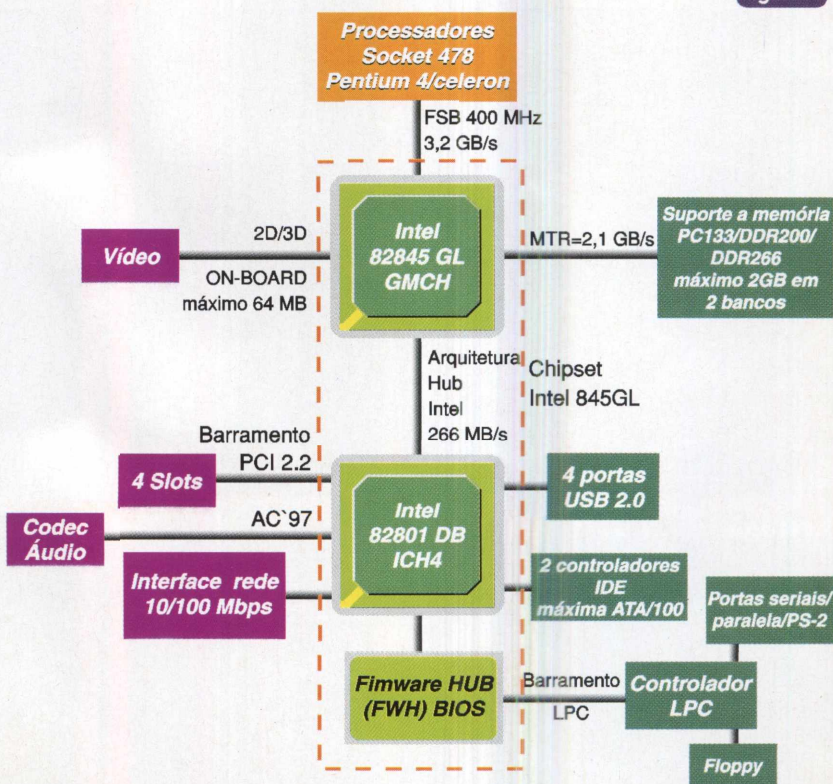 Processadores
Socket 478
Pentium 4/celeron
FSB 400 MHz
3,2 GB/s
Vídeo
2D/3D
ON-BOARD
máximo 64 MB
Intel
82845 GL
GMCH
MTR=2,1 GB/s
Suporte a memória
PC133/DDR200/
DDR266
máximo 2GB em
2 bancos
Arquitetura
Hub
Intel
266 MB/s
Chipset
Intel 845GL
Barramento
PCI 2.2
4 Slots
AC`97
Codec
Áudio
Interface rede
10/100 Mbps
Intel
82801 DB
ICH4
4 portas
USB 2.0
2 controladores
IDE
máxima ATA/100
Portas seriais/
paralela/PS-2
Fimware HUB
(FWH) BIOS
Barramento
LPC
Controlador
LPC
Floppy